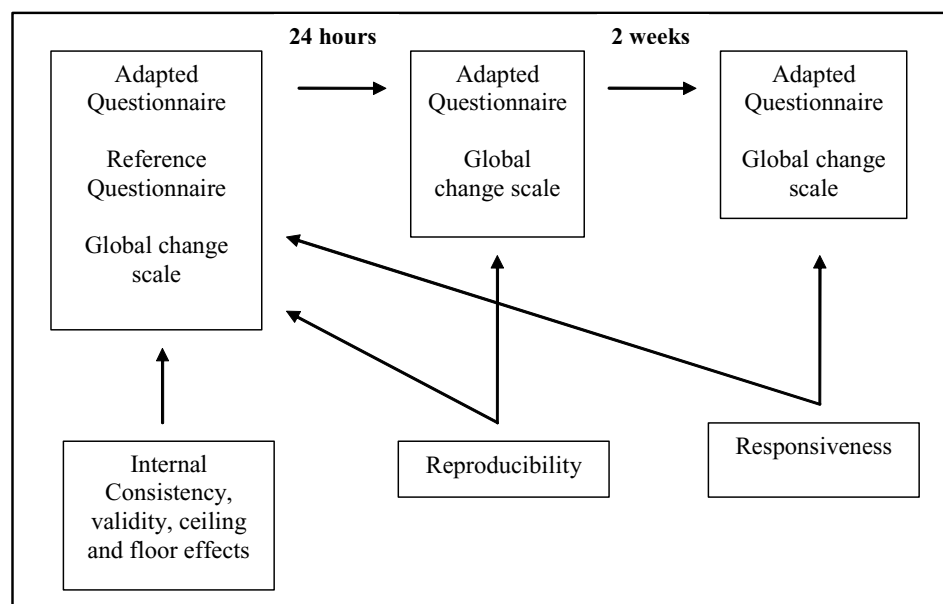 24 hours
2 weeks
Adapted
Questionnaire
Reference
Questionnaire
Global change
scale
Adapted
Questionnaire
Global
change scale
Adapted
Questionnaire
Global change
scale
Internal
Consistency,
validity, ceiling
and floor effects
Reproducibility
Responsiveness